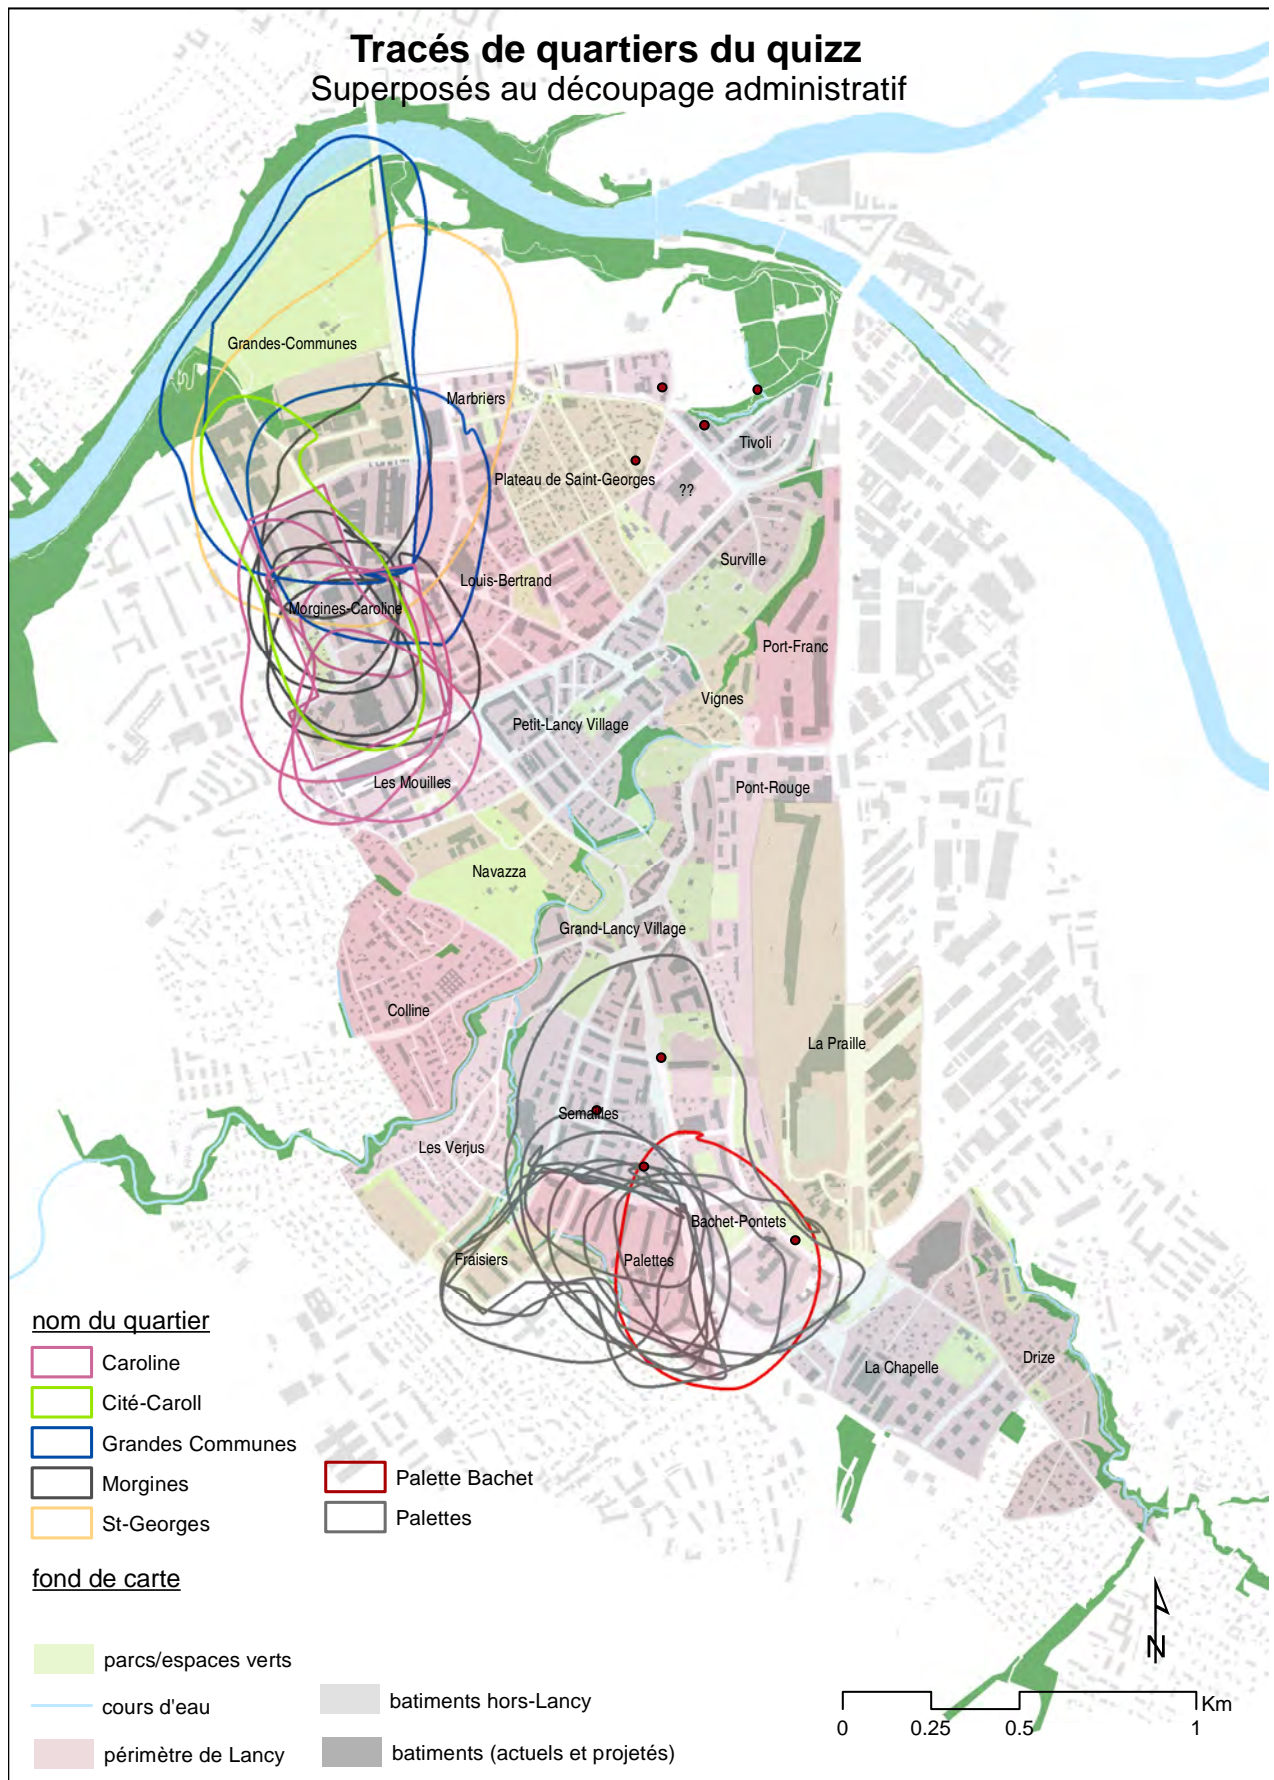 Tracés de quartiers du quizz
Superposés au découpage administratif
Grandes-Communes
Marbriers
Tivoli
Plateau de Saint-Georges
??
Surville
Louis-Bertrand
Morgines-Caroline
Port-Franc
Vignes
Petit-Lancy Village
Les Mouilles
Pont-Rouge
Navazza
Grand-Lancy Village
Colline
La Praille
Semailles
Les Verjus
Bachet-Pontets
Fraisiers
Palettes
La Chapelle
Drize
nom du quartier
Caroline
Cité-Caroll
Grandes Communes
Morgines
St-Georges
Palette Bachet
Palettes
fond de carte
parcs/espaces verts
cours d'eau
périmètre de Lancy
batiments hors-Lancy
batiments (actuels et projetés)
N
Km
0 0.25 0.5 1